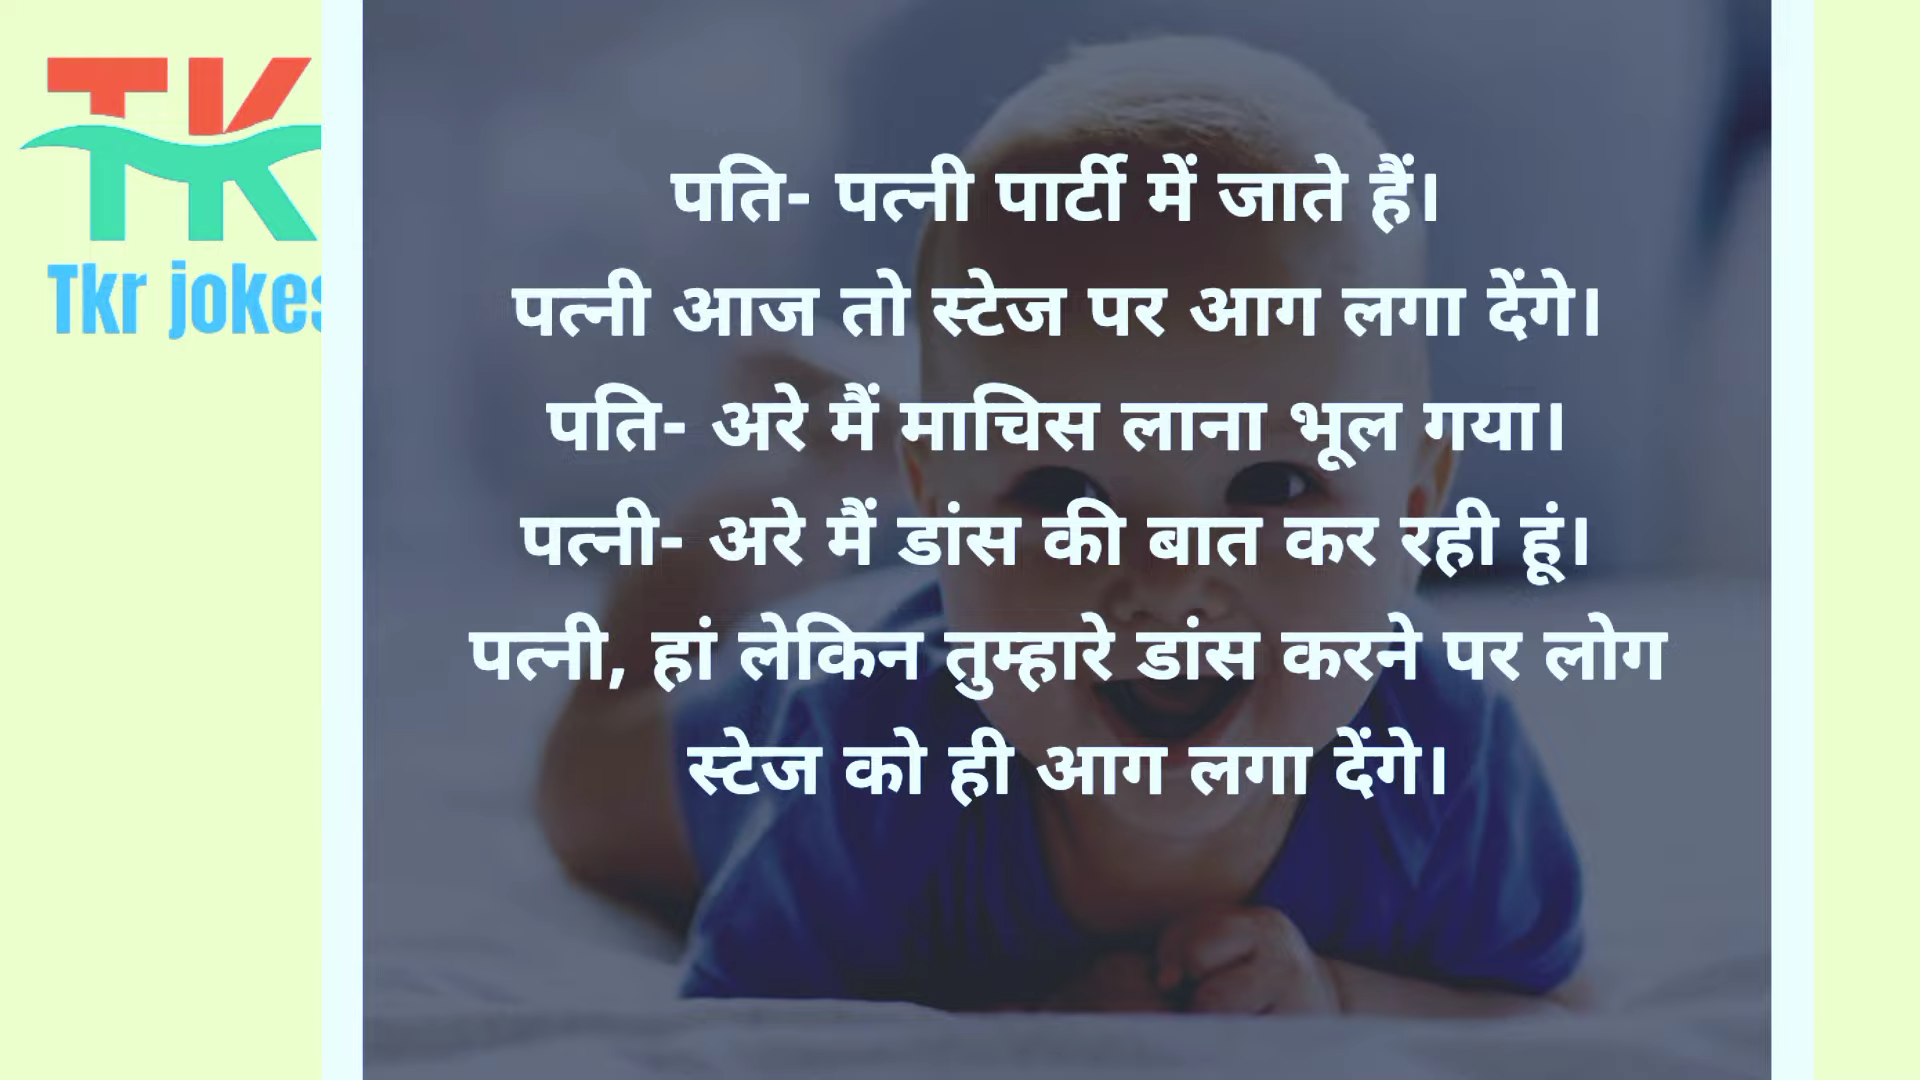 TK
Tkr jokes
पति- पत्नी पार्टी में जाते हैं।
पत्नी आज तो स्टेज पर आग लगा देंगे।
पति- अरे मैं माचिस लाना भूल गया।
पत्नी- अरे मैं डांस की बात कर रही हूं।
पत्नी, हां लेकिन तुम्हारे डांस करने पर लोग
स्टेज को ही आग लगा देंगे।